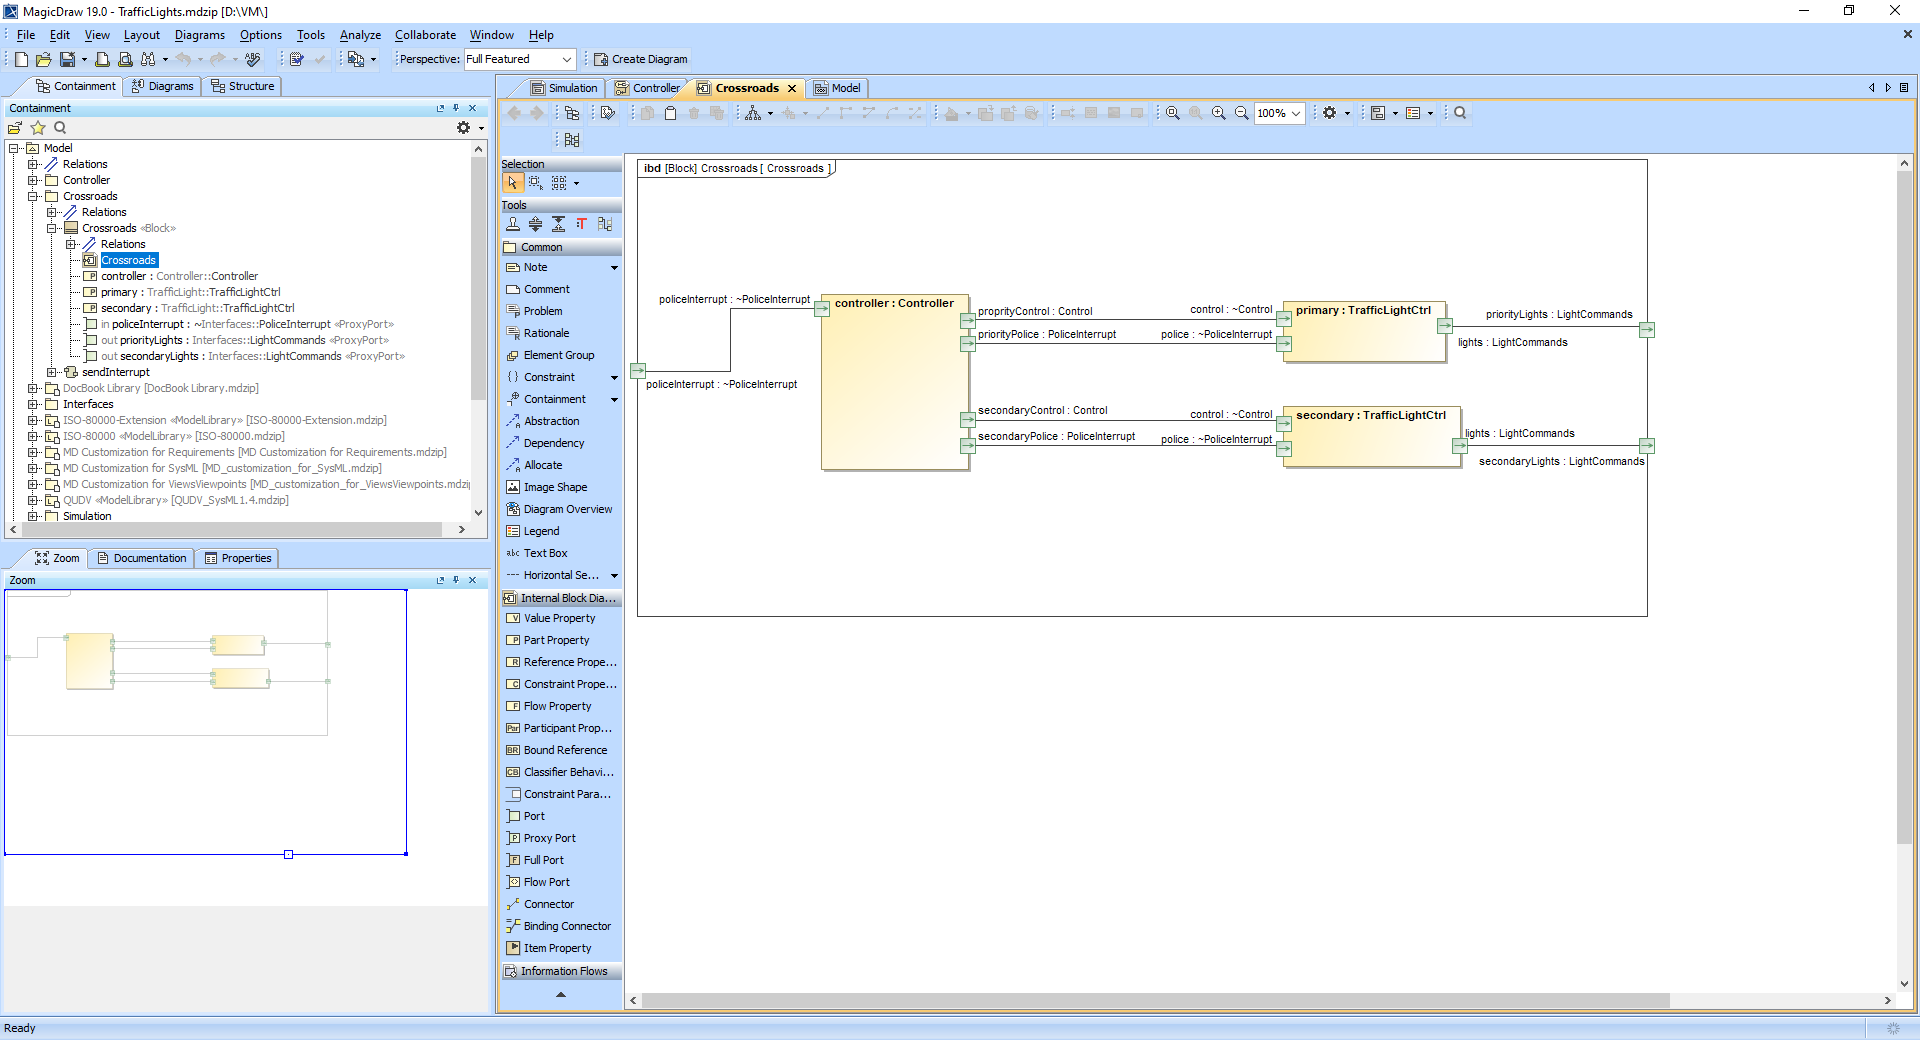 MagicDraw 19.0 - TrafficLights.mdzip [D:\VM\]
File Edit View Layout Diagrams Options Tools Analyze Collaborate Window Help
Perspective: Full Featured Create Diagram
Containment Diagrams Structure
Containment
Model
Relations
Controller
Crossroads
Relations
Crossroads «Block»
Relations
Crossroads
controller : Controller::Controller
primary : TrafficLight::TrafficLightCtrl
secondary : TrafficLight::TrafficLightCtrl
in policeInterrupt : ~Interfaces::PoliceInterrupt «ProxyPort»
out priorityLights : Interfaces::LightCommands «ProxyPort»
out secondaryLights : Interfaces::LightCommands «ProxyPort»
sendInterrupt
DocBook Library [DocBook Library.mdzip]
Interfaces
ISO-80000-Extension «ModelLibrary» [ISO-80000-Extension.mdzip]
ISO-80000 «ModelLibrary» [ISO-80000.mdzip]
MD Customization for Requirements [MD Customization for Requirements.mdzip]
MD Customization for SysML [MD_customization_for_SysML.mdzip]
MD Customization for ViewsViewpoints [MD_customization_for_ViewsViewpoints.mdzi
QUDV «ModelLibrary» [QUDV_SysML1.4.mdzip]
Simulation
Zoom Documentation Properties
Zoom
Simulation Controller Crossroads Model
100%
Selection
Tools
Common
Note
Comment
Problem
Rationale
Element Group
Constraint
Containment
Abstraction
Dependency
Allocate
Image Shape
Diagram Overview
Legend
abc Text Box
Horizontal Se...
Internal Block Dia...
V Value Property
P Part Property
R Reference Prope...
C Constraint Prope...
F Flow Property
Par Participant Prop...
BR Bound Reference
CB Classifier Behavi...
Constraint Para...
Port
P Proxy Port
F Full Port
Flow Port
Connector
Binding Connector
Item Property
Information Flows
ibd [Block] Crossroads [ Crossroads ]
policeInterrupt : ~PoliceInterrupt
policeInterrupt : ~PoliceInterrupt
controller : Controller
proprityControl : Control
priorityPolice : PoliceInterrupt
secondaryControl : Control
secondaryPolice : PoliceInterrupt
control : ~Control
police : ~PoliceInterrupt
primary : TrafficLightCtrl
priorityLights : LightCommands
lights : LightCommands
control : ~Control
police : ~PoliceInterrupt
secondary : TrafficLightCtrl
lights : LightCommands
secondaryLights : LightCommands
Ready